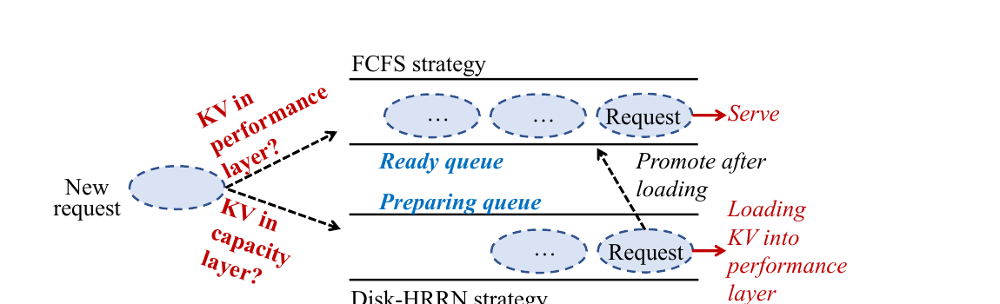 FCFS strategy
KV in
performance
layer?
… … Request
Serve
Ready queue
Promote after
loading
New
request
Preparing queue
KV in
capacity
layer?
… Request
Loading
KV into
performance
layer
Disk-HRRN strategy